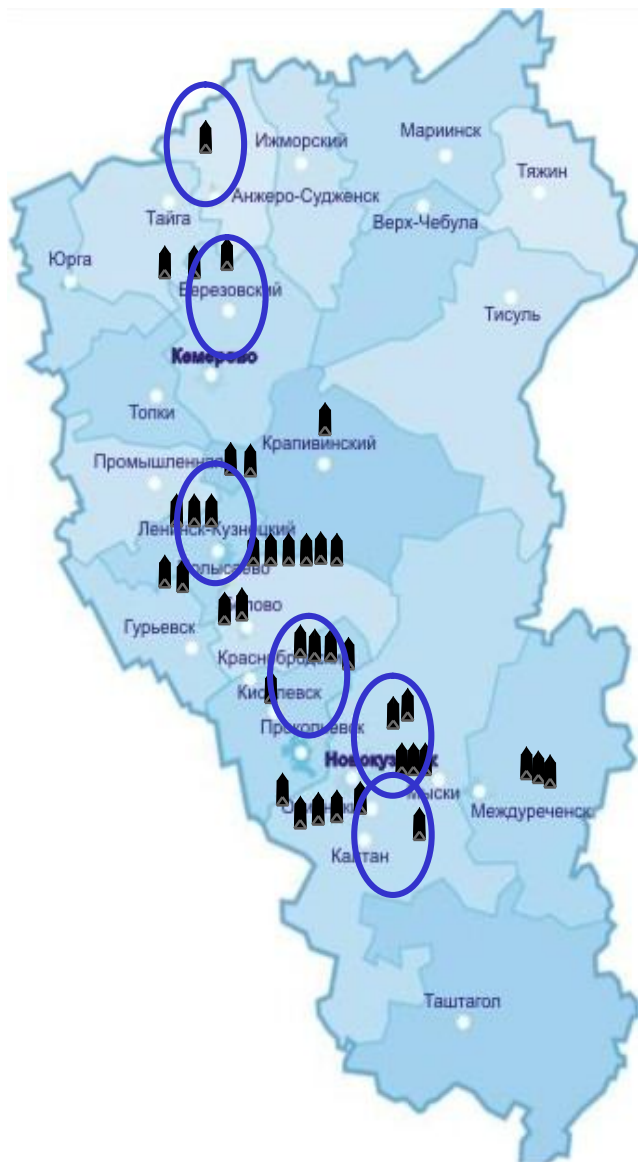 Мариинск
Ижморский
Тяжин
Анжеро-Судженск
Тайга
Верх-Чебула
Юрга
Березовский
Тисуль
Кемерово
Топки
Крапивинский
Промышленная
Ленинск-Кузнецкий
Гурьевск
Киселевск
Прокопьевск
Новокузнецк
Мыски
Междуреченск
Калтан
Таштагол